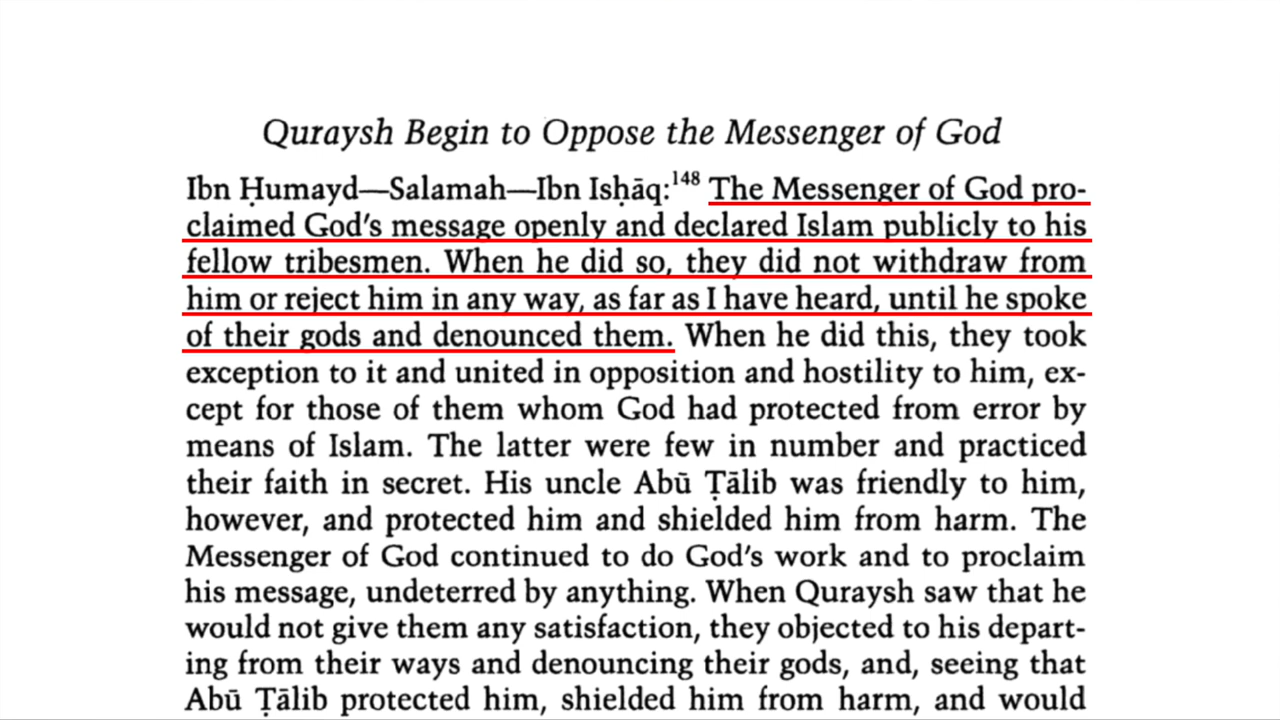 Quraysh Begin to Oppose the Messenger of God
Ibn Ḥumayd—Salamah—Ibn Isḥāq:¹⁴⁸ The Messenger of God pro-
claimed God's message openly and declared Islam publicly to his
fellow tribesmen. When he did so, they did not withdraw from
him or reject him in any way, as far as I have heard, until he spoke
of their gods and denounced them. When he did this, they took
exception to it and united in opposition and hostility to him, ex-
cept for those of them whom God had protected from error by
means of Islam. The latter were few in number and practiced
their faith in secret. His uncle Abū Ṭālib was friendly to him,
however, and protected him and shielded him from harm. The
Messenger of God continued to do God's work and to proclaim
his message, undeterred by anything. When Quraysh saw that he
would not give them any satisfaction, they objected to his depart-
ing from their ways and denouncing their gods, and, seeing that
Abū Ṭālib protected him, shielded him from harm, and would